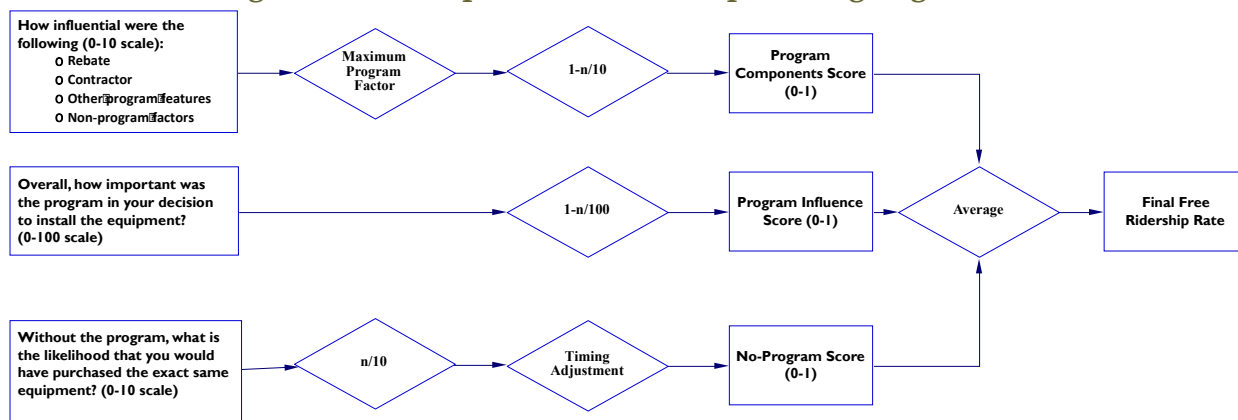 How influential were the
following (0-10 scale):
o Rebate
o Contractor
o Other program features
o Non-program factors
Maximum
Program
Factor
1-n/10
Program
Components Score
(0-1)
Overall, how important was
the program in your decision
to install the equipment?
(0-100 scale)
1-n/100
Program Influence
Score (0-1)
Average
Final Free
Ridership Rate
Without the program, what is
the likelihood that you would
have purchased the exact same
equipment? (0-10 scale)
n/10
Timing
Adjustment
No-Program Score
(0-1)